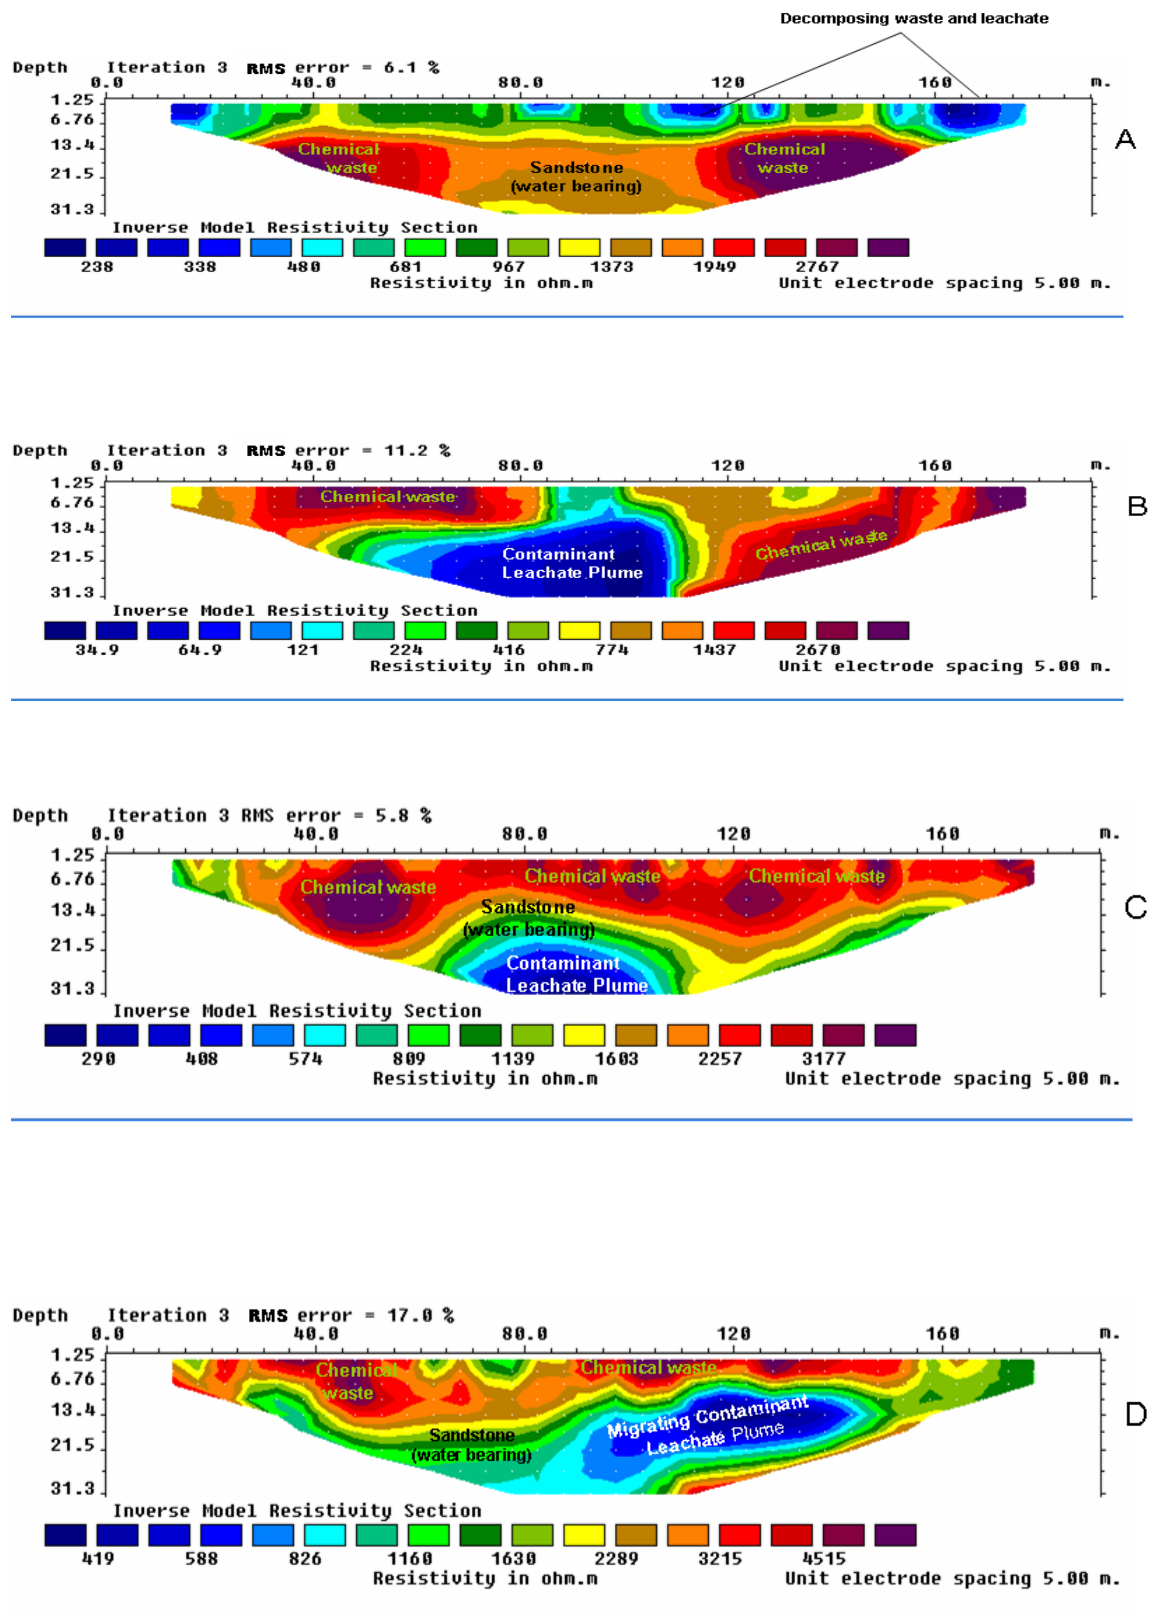 Decomposing waste and leachate
Depth Iteration 3 RMS error = 6.1 %
0.0 40.0 80.0 120 160 m.
1.25
6.76
13.4
21.5
31.3
Chemical
waste
Sandstone
(water bearing)
Chemical
waste
A
Inverse Model Resistivity Section
238 338 480 681 967 1373 1949 2767
Resistivity in ohm.m Unit electrode spacing 5.00 m.
Depth Iteration 3 RMS error = 11.2 %
0.0 40.0 80.0 120 160 m.
1.25
6.76
13.4
21.5
31.3
Chemical waste
Contaminant
Leachate Plume
Chemical waste
B
Inverse Model Resistivity Section
34.9 64.9 121 224 416 774 1437 2670
Resistivity in ohm.m Unit electrode spacing 5.00 m.
Depth Iteration 3 RMS error = 5.8 %
0.0 40.0 80.0 120 160 m.
1.25
6.76
13.4
21.5
31.3
Chemical waste
Chemical waste
Chemical waste
Sandstone
(water bearing)
Contaminant
Leachate Plume
C
Inverse Model Resistivity Section
290 408 574 809 1139 1603 2257 3177
Resistivity in ohm.m Unit electrode spacing 5.00 m.
Depth Iteration 3 RMS error = 17.0 %
0.0 40.0 80.0 120 160 m.
1.25
6.76
13.4
21.5
31.3
Chemical
waste
Chemical waste
Sandstone
(water bearing)
Migrating Contaminant
Leachate Plume
D
Inverse Model Resistivity Section
419 588 826 1160 1630 2289 3215 4515
Resistivity in ohm.m Unit electrode spacing 5.00 m.